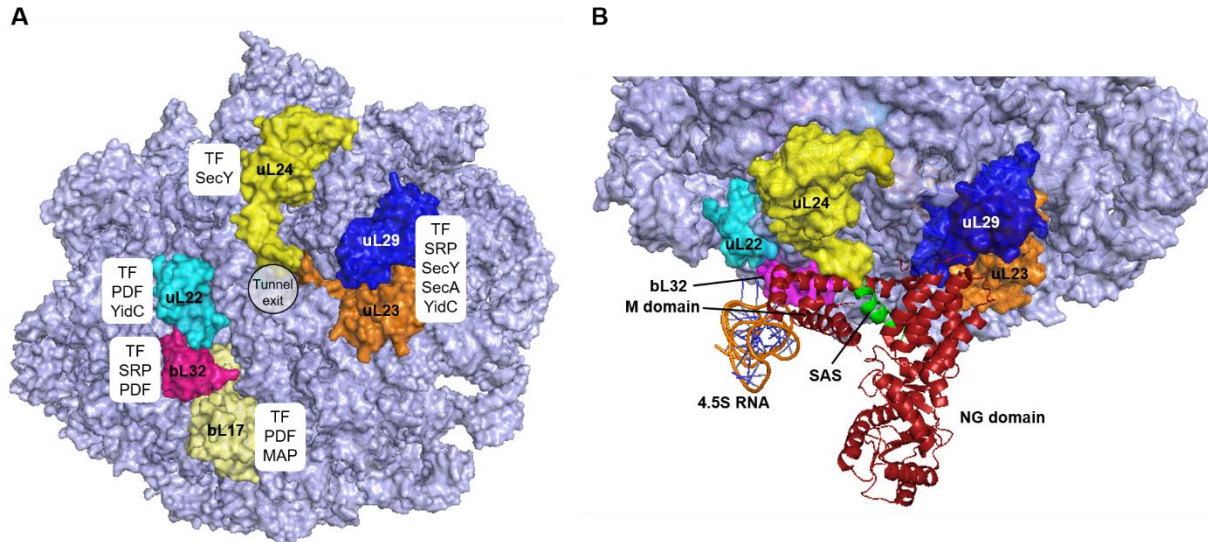 A
TF
SecY
uL24
uL29
TF
SRP
SecY
SecA
YidC
TF
PDF
YidC
uL22
Tunnel
exit
uL23
TF
SRP
PDF
bL32
bL17
TF
PDF
MAP
B
uL24
uL29
uL22
uL23
bL32
M domain
SAS
4.5S RNA
NG domain